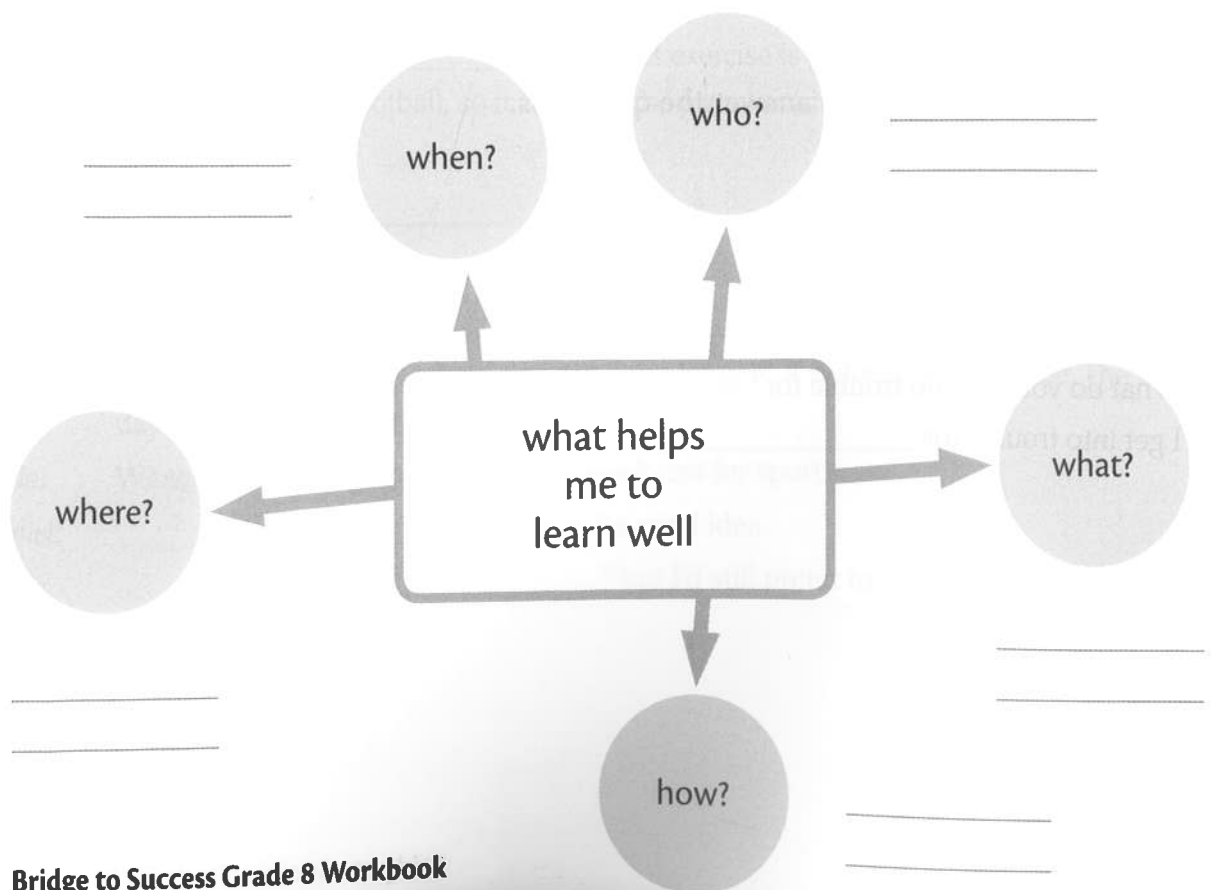 who?
when?
what helps
me to
learn well
what?
where?
how?
Bridge to Success Grade 8 Workbook